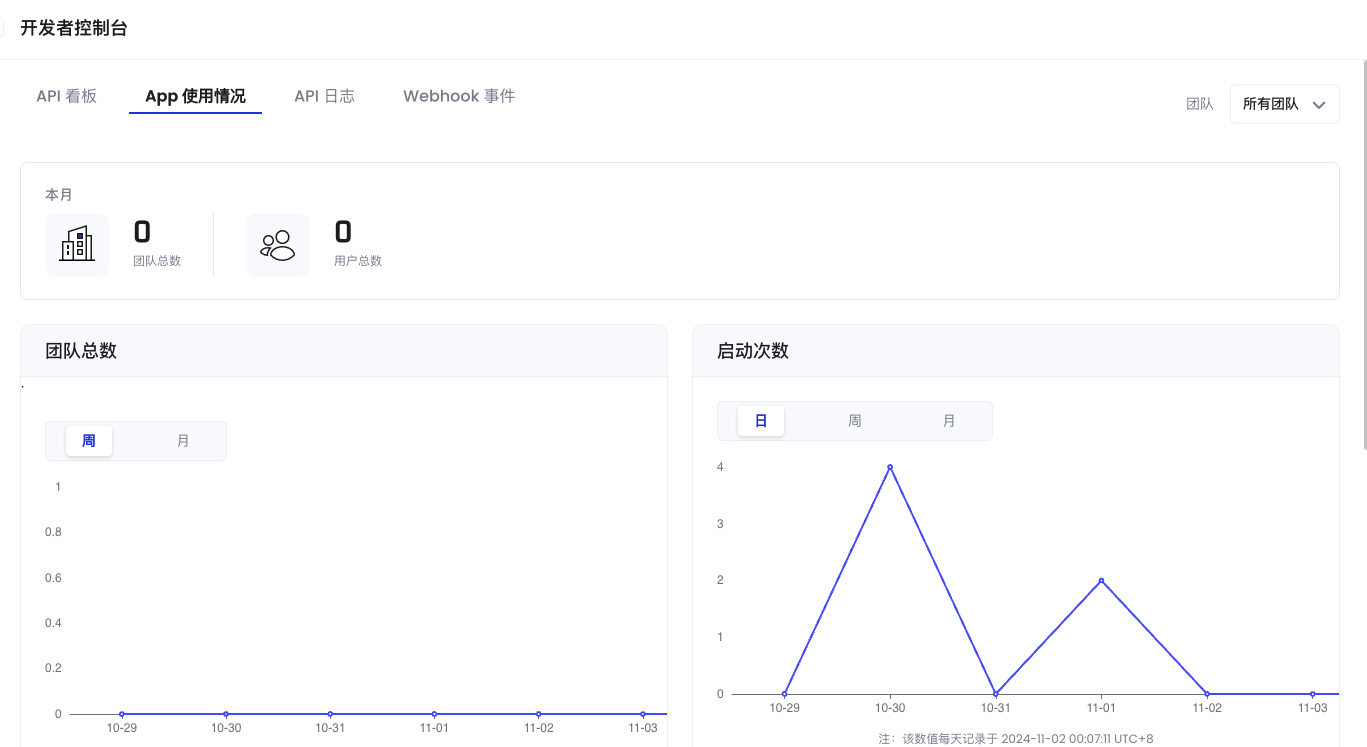 开发者控制台
API 看板
App 使用情况
API 日志
Webhook 事件
团队
所有团队
本月
0
团队总数
0
用户总数
团队总数
周
月
1
0.8
0.6
0.4
0.2
0
10-29
10-30
10-31
11-01
11-02
11-03
启动次数
日
周
月
4
3
2
1
0
10-29
10-30
10-31
11-01
11-02
11-03
注：该数值每天记录于 2024-11-02 00:07:11 UTC+8